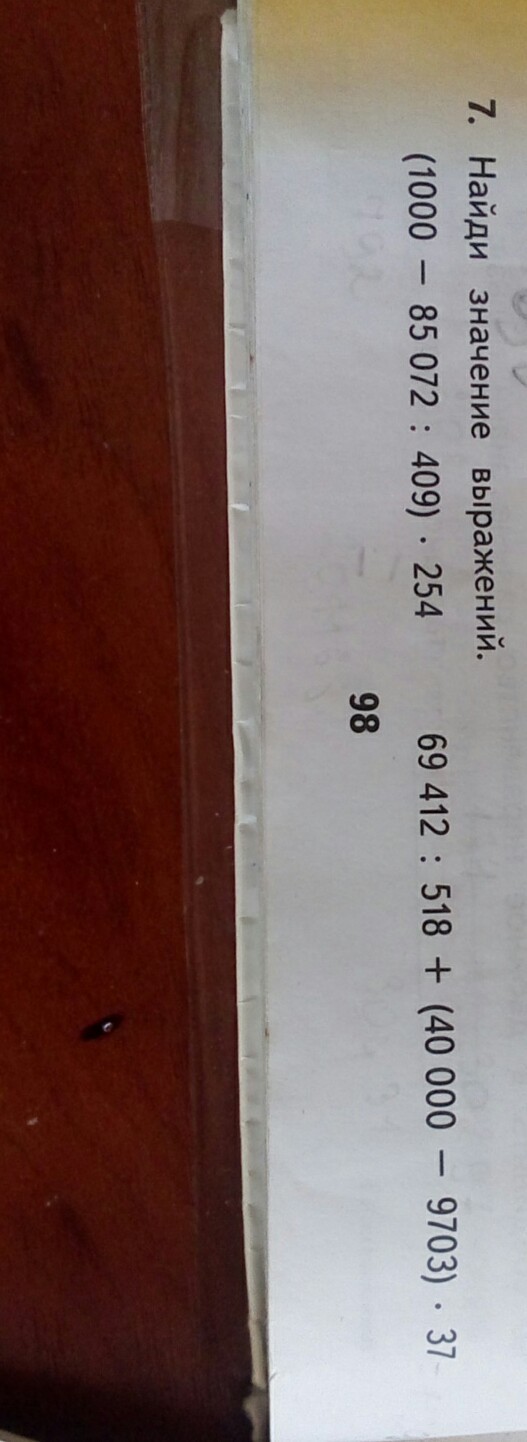 7. Найди значение выражений.
(1000 − 85 072 : 409) · 254 69 412 : 518 + (40 000 − 9703) · 37
98